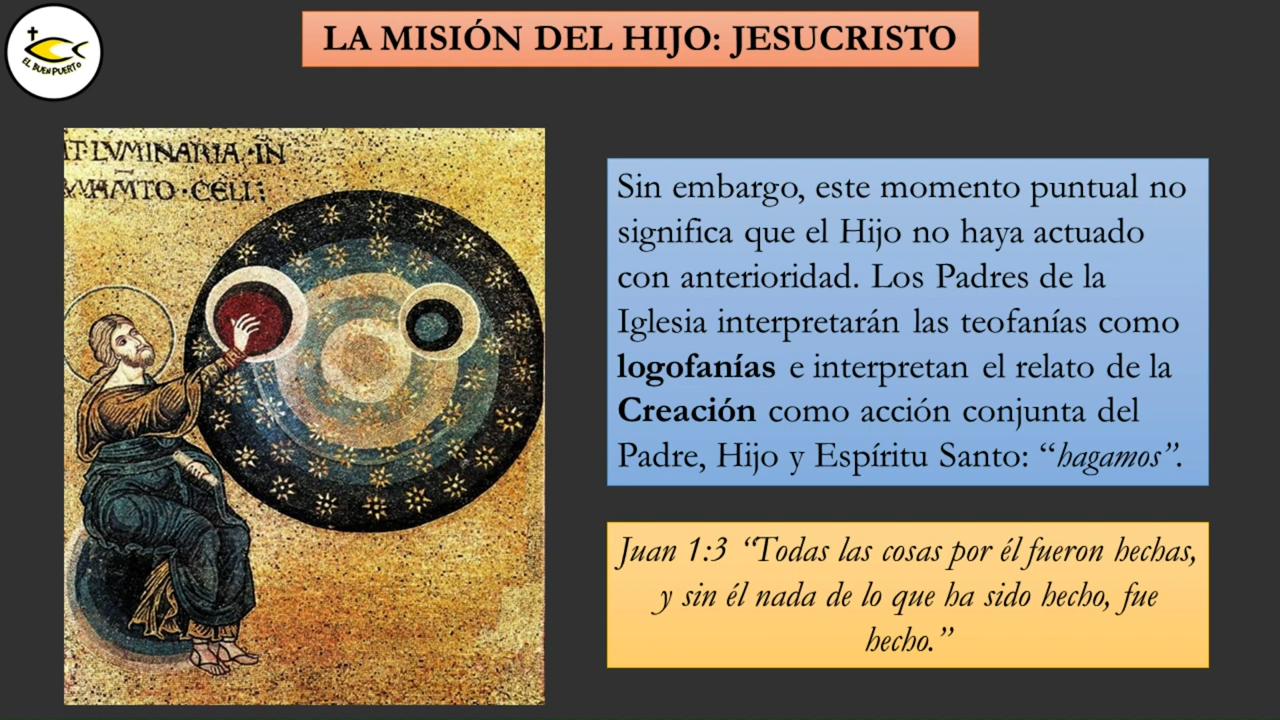 EL BUEN PUERTO
LA MISIÓN DEL HIJO: JESUCRISTO
IT·LVMINARIA·IN
CELI:
Sin embargo, este momento puntual no
significa que el Hijo no haya actuado
con anterioridad. Los Padres de la
Iglesia interpretarán las teofanías como
logofanías e interpretan el relato de la
Creación como acción conjunta del
Padre, Hijo y Espíritu Santo: “hagamos”.
Juan 1:3 “Todas las cosas por él fueron hechas,
y sin él nada de lo que ha sido hecho, fue
hecho.”